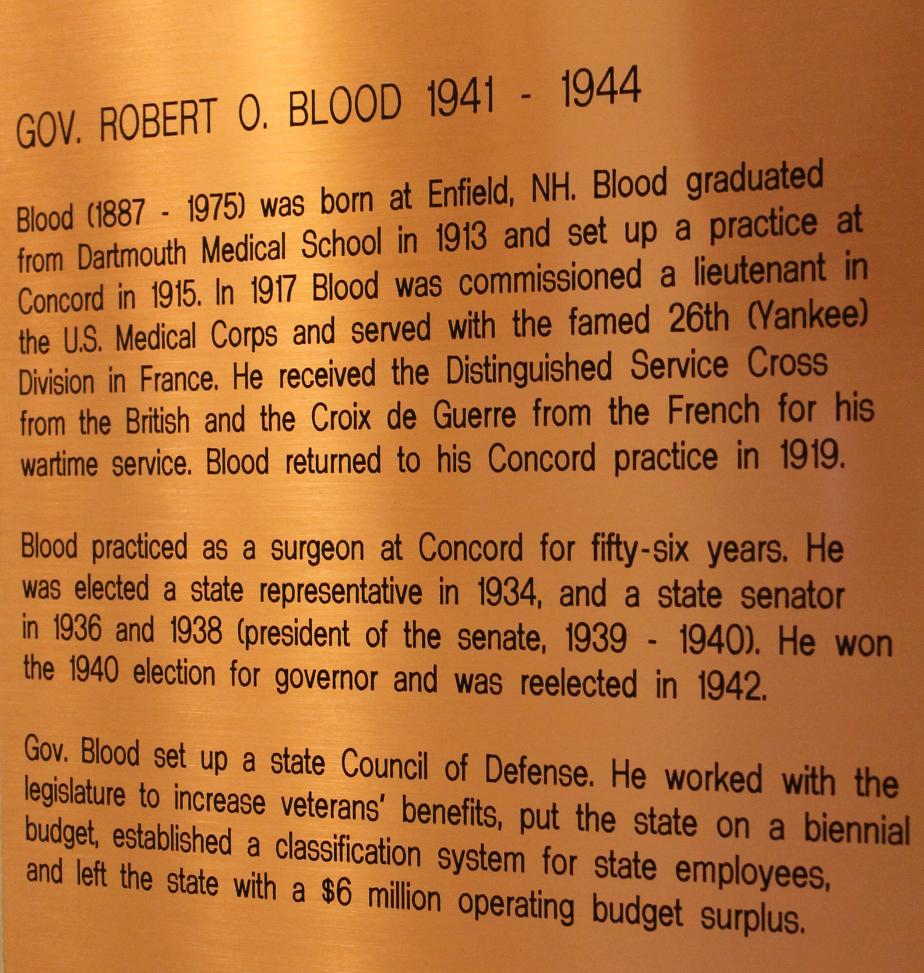 GOV. ROBERT O. BLOOD 1941 - 1944
Blood (1887 - 1975) was born at Enfield, NH. Blood graduated
from Dartmouth Medical School in 1913 and set up a practice at
Concord in 1915. In 1917 Blood was commissioned a lieutenant in
the U.S. Medical Corps and served with the famed 26th (Yankee)
Division in France. He received the Distinguished Service Cross
from the British and the Croix de Guerre from the French for his
wartime service. Blood returned to his Concord practice in 1919.
Blood practiced as a surgeon at Concord for fifty-six years. He
was elected a state representative in 1934, and a state senator
in 1936 and 1938 (president of the senate, 1939 - 1940). He won
the 1940 election for governor and was reelected in 1942.
Gov. Blood set up a state Council of Defense. He worked with the
legislature to increase veterans' benefits, put the state on a biennial
budget, established a classification system for state employees,
and left the state with a $6 million operating budget surplus.